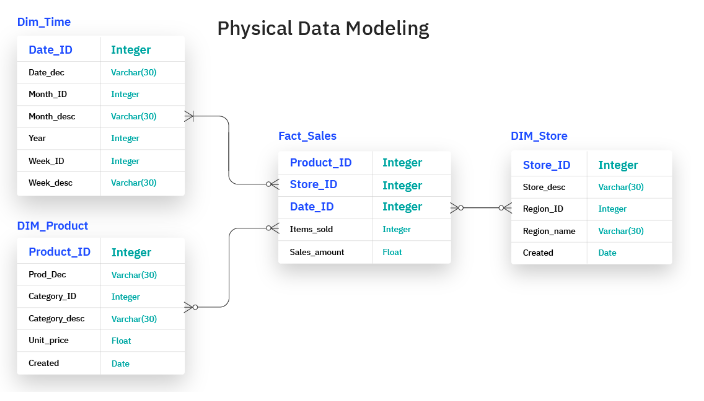 Physical Data Modeling
Dim_Time
Date_ID Integer
Date_dec Varchar(30)
Month_ID Integer
Month_desc Varchar(30)
Year Integer
Week_ID Integer
Week_desc Varchar(30)
DIM_Product
Product_ID Integer
Prod_Dec Varchar(30)
Category_ID Integer
Category_desc Varchar(30)
Unit_price Float
Created Date
Fact_Sales
Product_ID Integer
Store_ID Integer
Date_ID Integer
Items_sold Integer
Sales_amount Float
DIM_Store
Store_ID Integer
Store_desc Varchar(30)
Region_ID Integer
Region_name Varchar(30)
Created Date